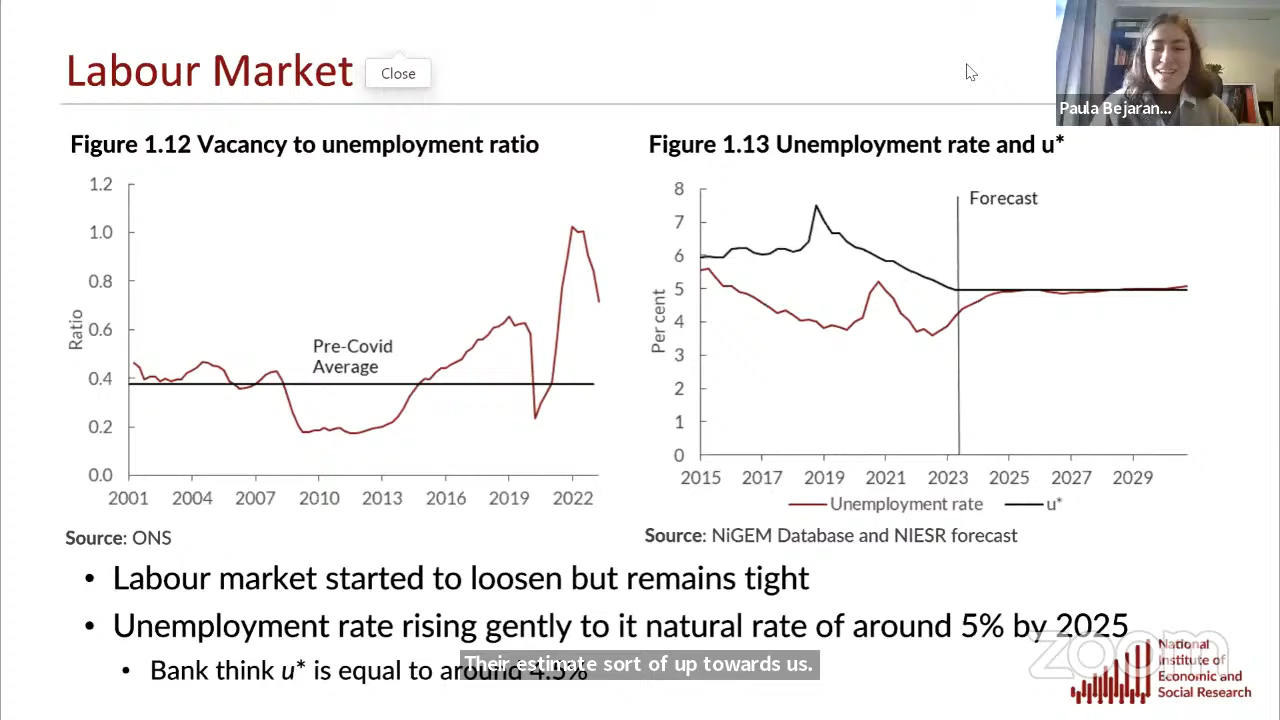 Labour Market
Close
Paula Bejaran...
Figure 1.12 Vacancy to unemployment ratio
1.2
1.0
0.8
0.6
0.4
0.2
0.0
Ratio
Pre-Covid
Average
2001 2004 2007 2010 2013 2016 2019 2022
Source: ONS
Figure 1.13 Unemployment rate and u*
8
7
6
5
4
3
2
1
0
Per cent
Forecast
2015 2017 2019 2021 2023 2025 2027 2029
Unemployment rate u*
Source: NiGEM Database and NIESR forecast
• Labour market started to loosen but remains tight
• Unemployment rate rising gently to it natural rate of around 5% by 2025
• Bank think u* is equal to around 4.5%
Their estimate sort of up towards us.
zoom
National
Institute of
Economic and
Social Research